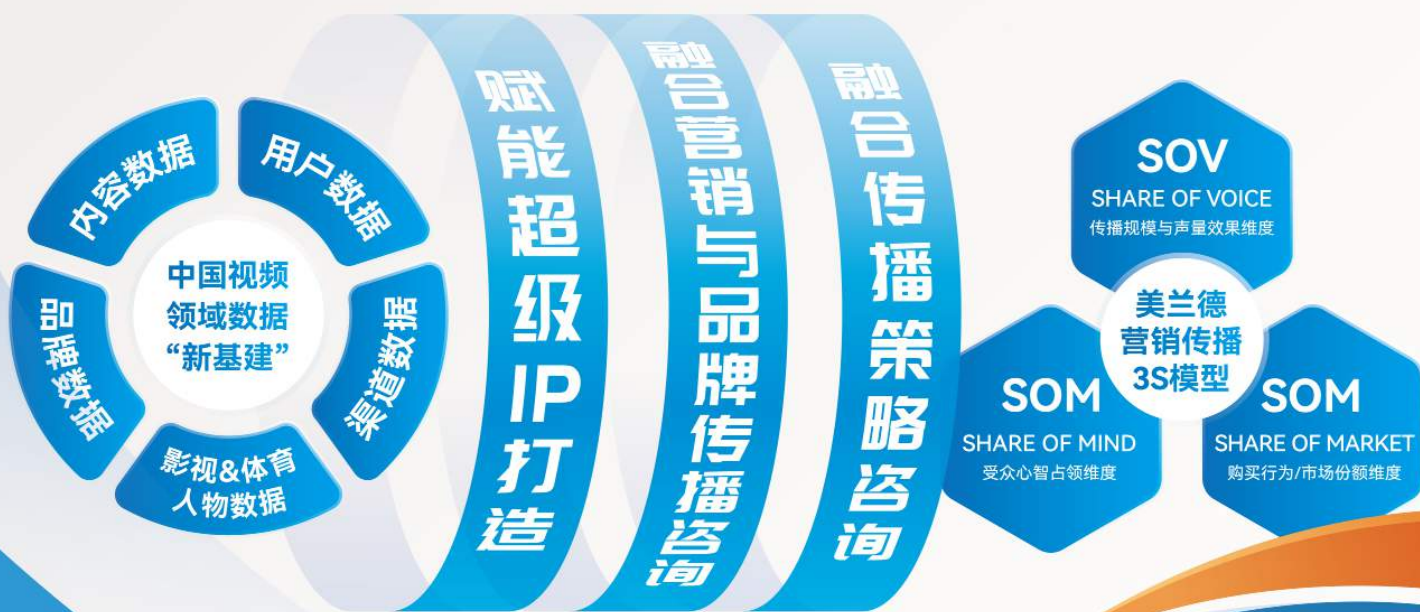 内容数据
用户数据
品牌数据
渠道数据
影视&体育
人物数据
中国视频
领域数据
“新基建”
赋能超级IP打造
融合营销与品牌传播咨询
融合传播策略咨询
SOV
SHARE OF VOICE
传播规模与声量效果维度
美兰德
营销传播
3S模型
SOM
SHARE OF MIND
受众心智占领维度
SOM
SHARE OF MARKET
购买行为/市场份额维度